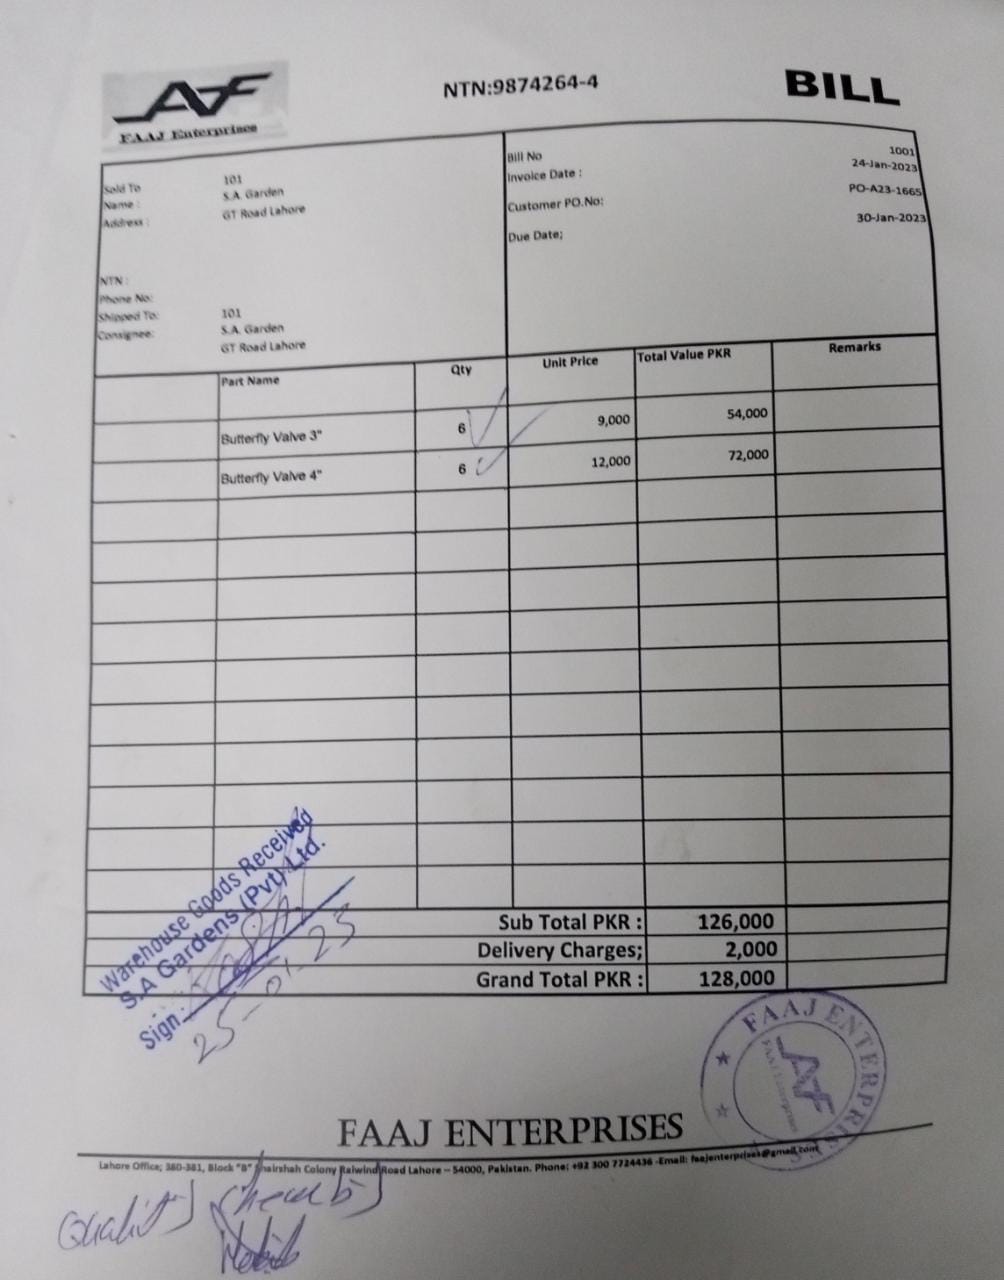 AJF
FAAJ Enterprises
NTN:9874264-4
BILL
Sold To 101
Name : S.A. Garden
Address : GT Road Lahore
NTN :
Phone No:
Shipped To: 101
Consignee: S.A. Garden
GT Road Lahore
Bill No 1001
Invoice Date : 24-Jan-2023
Customer PO.No: PO-A23-1665
Due Date; 30-Jan-2023
Part Name Qty Unit Price Total Value PKR Remarks
Butterfly Valve 3" 6 9,000 54,000
Butterfly Valve 4" 6 12,000 72,000
Sub Total PKR : 126,000
Delivery Charges; 2,000
Grand Total PKR : 128,000
Warehouse Goods Received
S.A Gardens (Pvt) Ltd.
Sign.
25-01-23
FAAJ ENTERPRISES
FAAJ Enterprises
FAAJ ENTERPRISES
Lahore Office; 380-381, Block "B" Khairshah Colony Raiwind Road Lahore – 54000, Pakistan. Phone: +92 300 7724436 -Email: faajenterprises@gmail.com
Quality